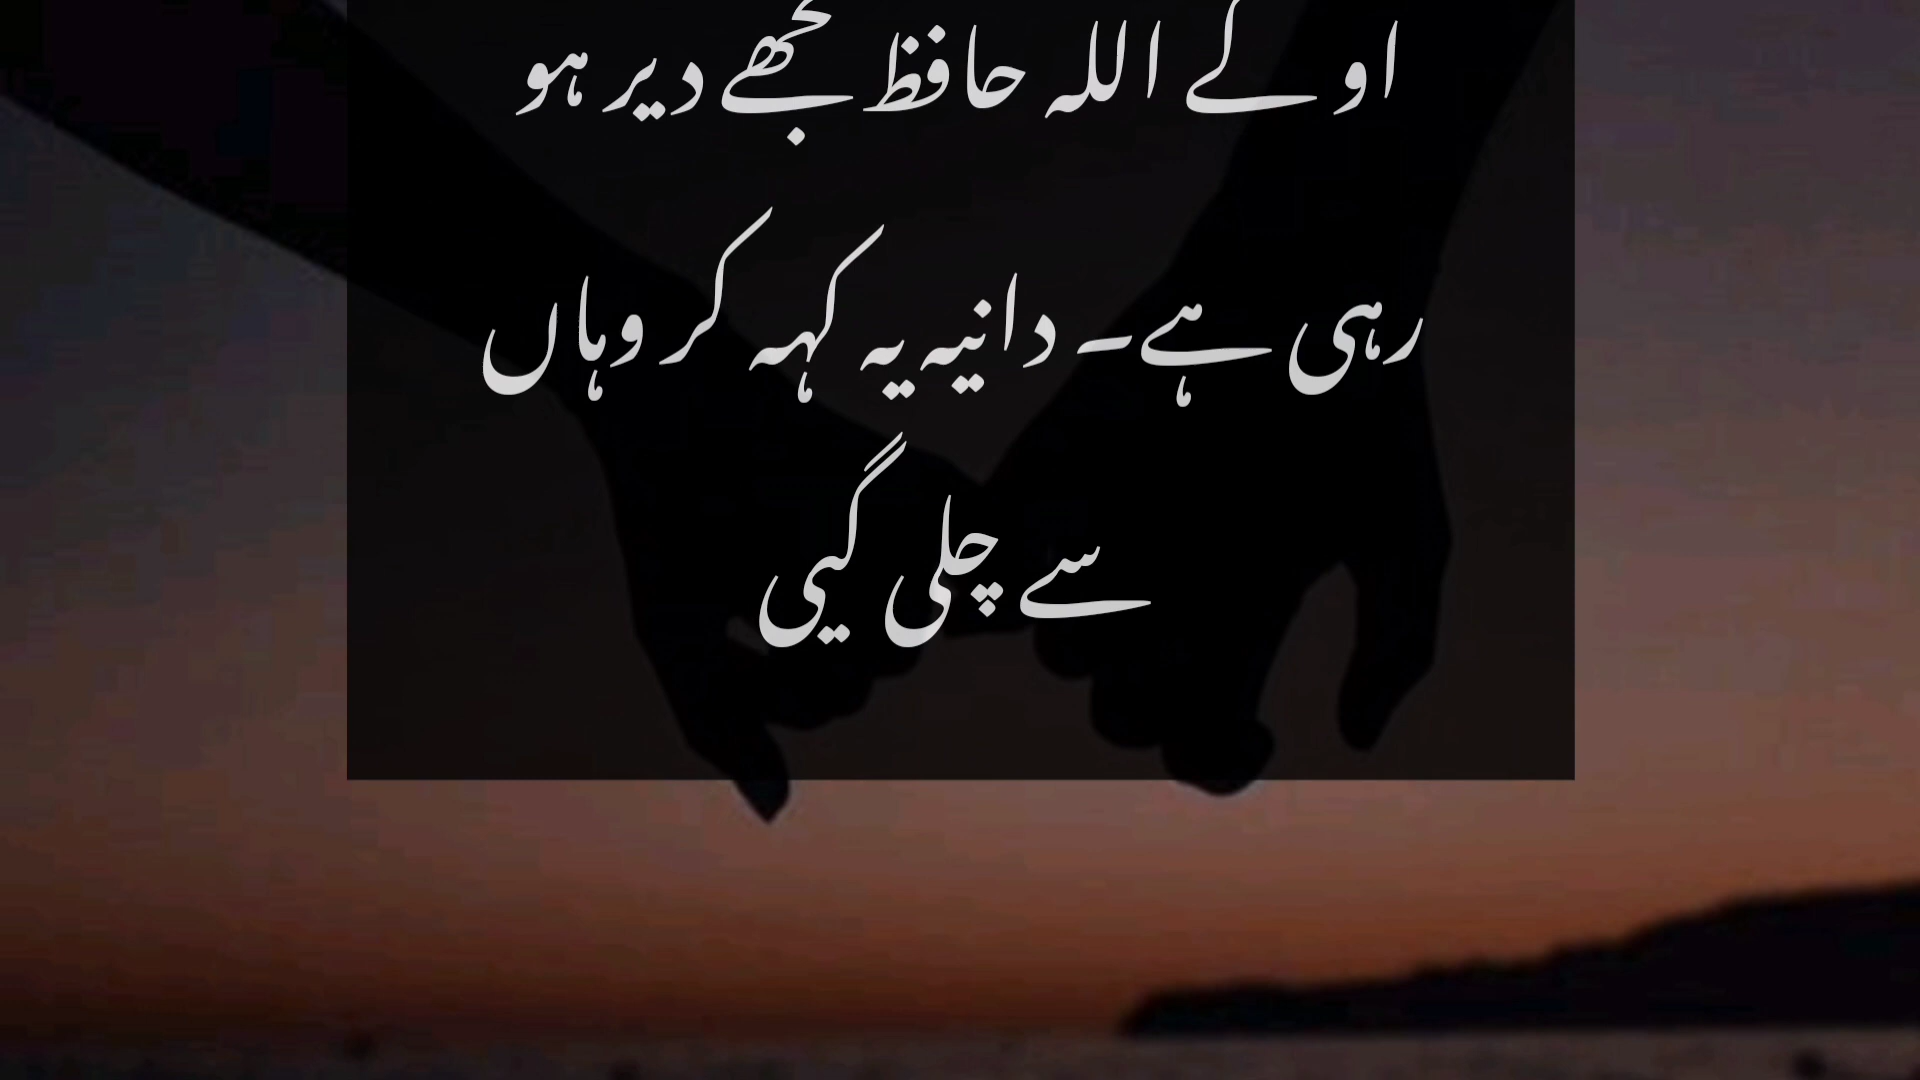 او کے اللہ حافظ مجھے دیر ہو
رہی ہے۔ دانیہ یہ کہہ کر وہاں
سے چلی گیی